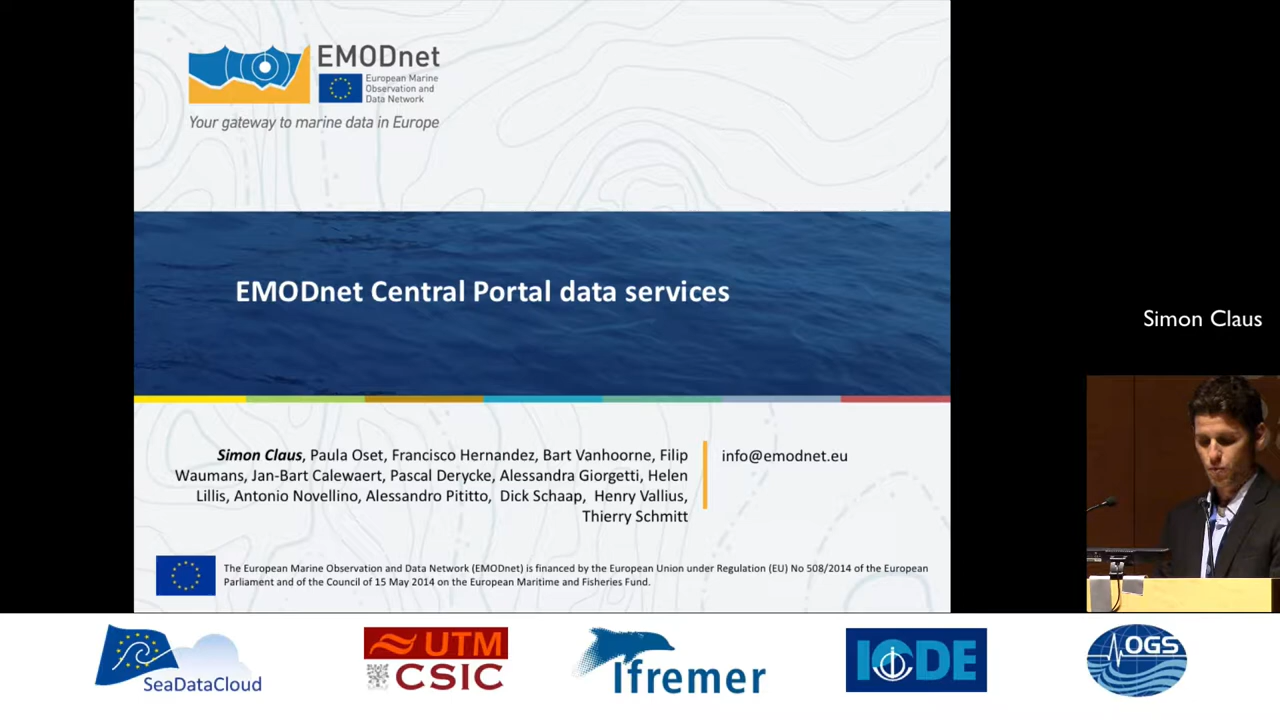 EMODnet
European Marine
Observation and
Data Network
Your gateway to marine data in Europe
EMODnet Central Portal data services
Simon Claus
Simon Claus, Paula Oset, Francisco Hernandez, Bart Vanhoorne, Filip
Waumans, Jan-Bart Calewaert, Pascal Derycke, Alessandra Giorgetti, Helen
Lillis, Antonio Novellino, Alessandro Pititto, Dick Schaap, Henry Vallius,
Thierry Schmitt
info@emodnet.eu
The European Marine Observation and Data Network (EMODnet) is financed by the European Union under Regulation (EU) No 508/2014 of the European
Parliament and of the Council of 15 May 2014 on the European Maritime and Fisheries Fund.
SeaDataCloud
UTM
CSIC
Ifremer
IODE
OGS